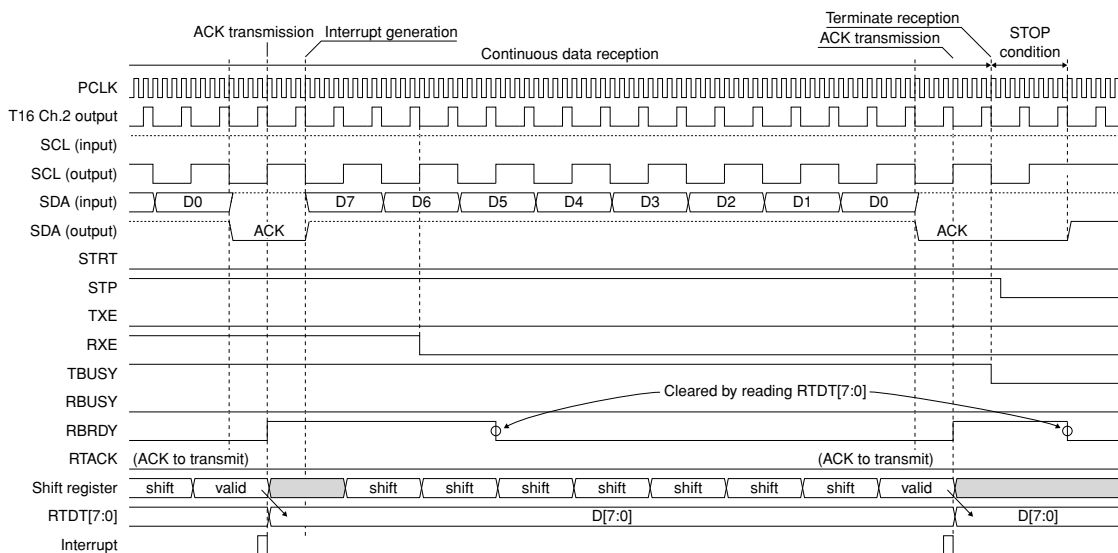 Terminate reception
ACK transmission Interrupt generation ACK transmission STOP condition
Continuous data reception
PCLK
T16 Ch.2 output
SCL (input)
SCL (output)
SDA (input) D0 D7 D6 D5 D4 D3 D2 D1 D0
SDA (output) ACK ACK
STRT
STP
TXE
RXE
TBUSY
Cleared by reading RTDT[7:0]
RBUSY
RBRDY
RTACK (ACK to transmit) (ACK to transmit)
Shift register shift valid shift shift shift shift shift shift shift valid
RTDT[7:0] D[7:0] D[7:0]
Interrupt